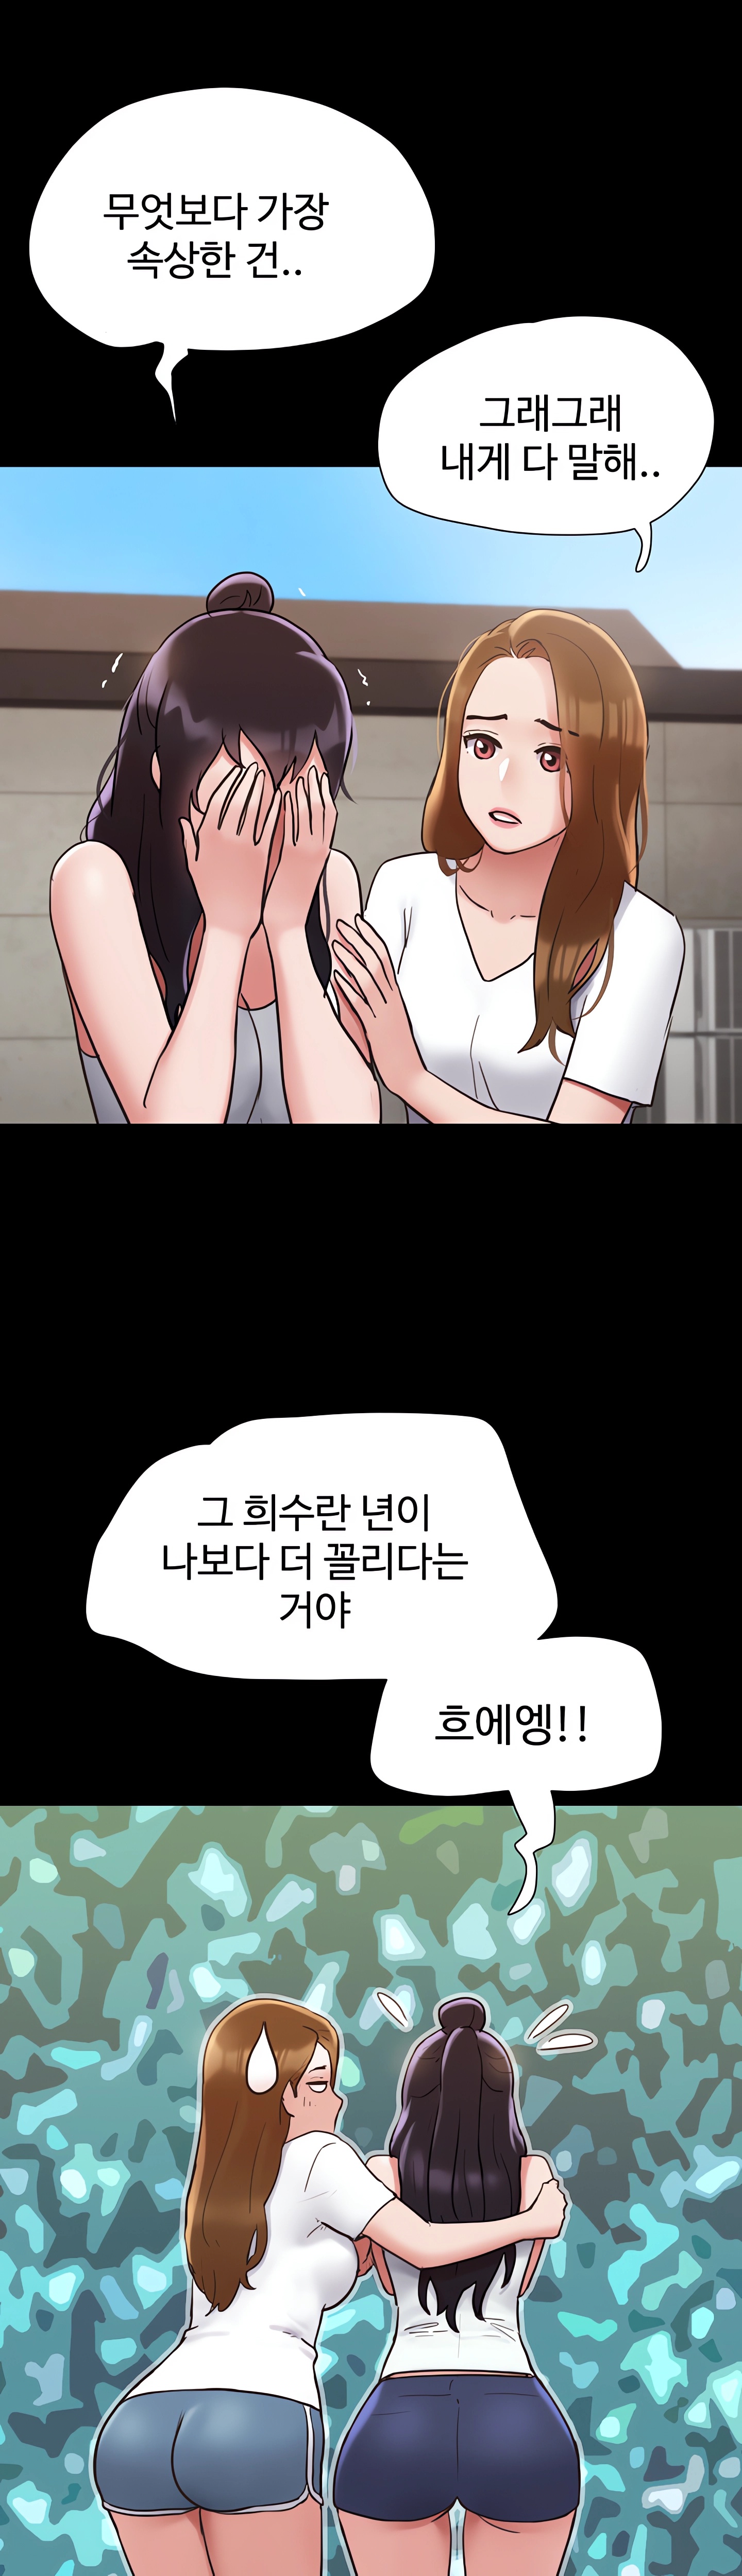 무엇보다 가장
속상한 건..
그래그래
내게 다 말해..
그 희수란 년이
나보다 더 꼴리다는
거야
흐에엥!!